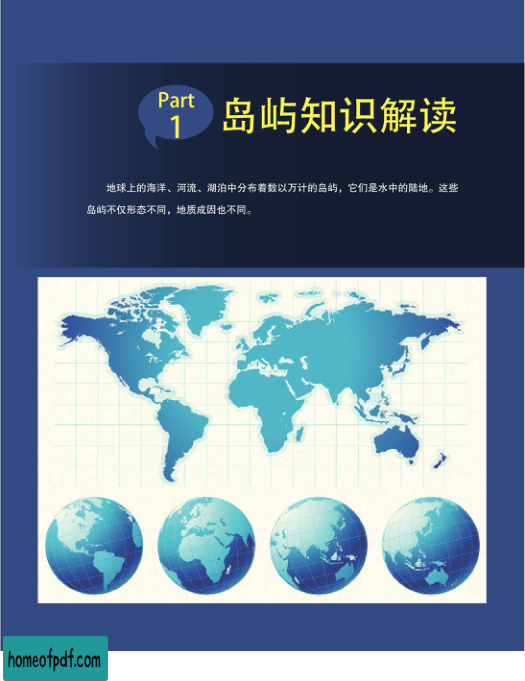 Part
1
岛屿知识解读
地球上的海洋、河流、湖泊中分布着数以万计的岛屿，它们是水中的陆地。这些
岛屿不仅形态不同，地质成因也不同。
homeofpdf.com